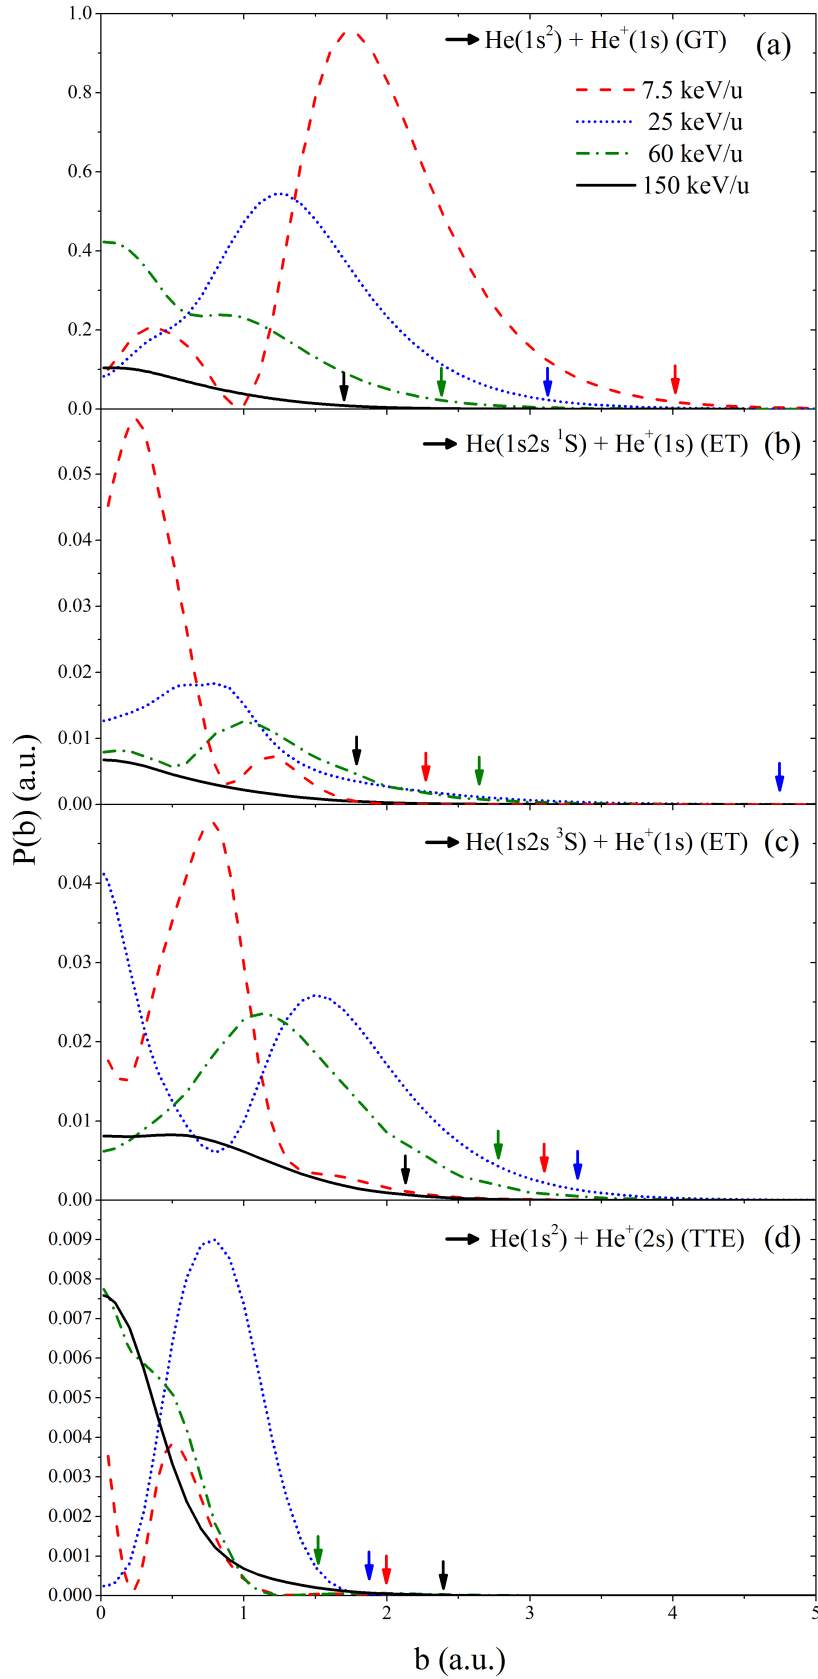 1.0
→ He(1s²) + He⁺(1s) (GT) (a)
7.5 keV/u
25 keV/u
60 keV/u
150 keV/u
0.8
0.6
0.4
0.2
0.0
→ He(1s2s ¹S) + He⁺(1s) (ET) (b)
0.05
0.04
0.03
0.02
0.01
0.00
P(b) (a.u.)
→ He(1s2s ³S) + He⁺(1s) (ET) (c)
0.04
0.03
0.02
0.01
0.00
→ He(1s²) + He⁺(2s) (TTE) (d)
0.009
0.008
0.007
0.006
0.005
0.004
0.003
0.002
0.001
0.000
0 1 2 3 4 5
b (a.u.)